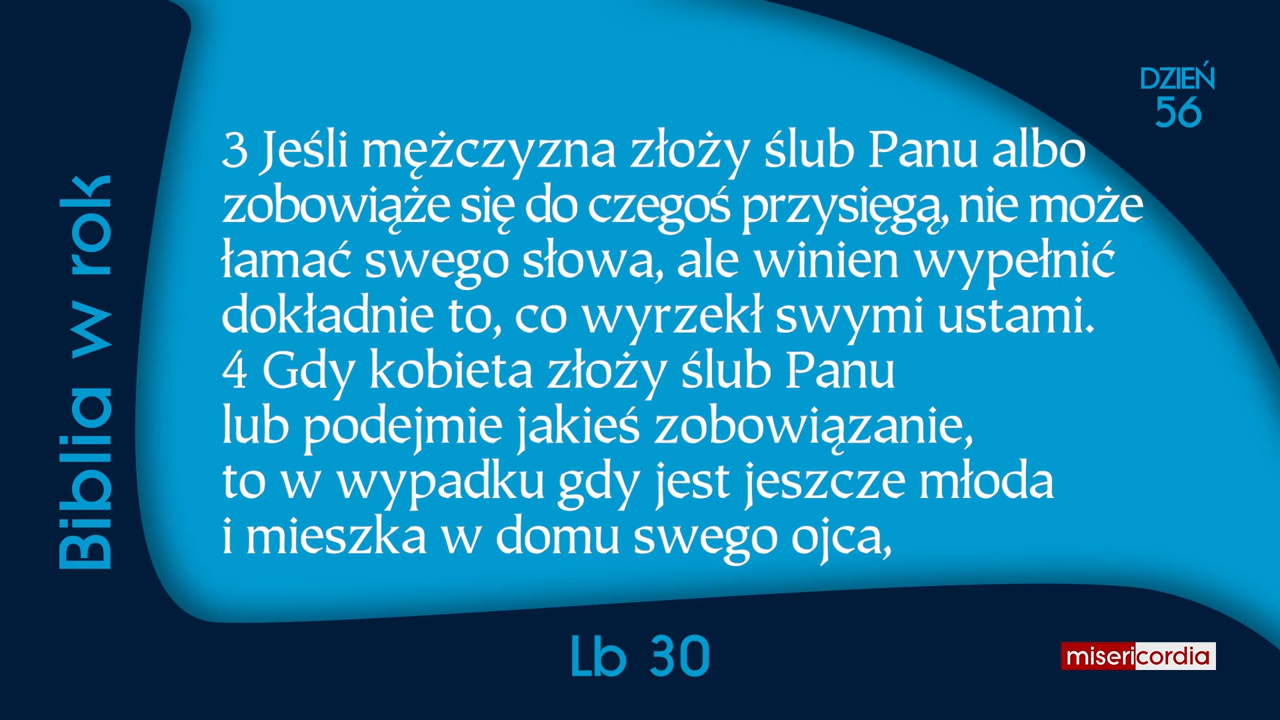 DZIEŃ
56
3 Jeśli mężczyzna złoży ślub Panu albo
zobowiąże się do czegoś przysięgą, nie może
łamać swego słowa, ale winien wypełnić
dokładnie to, co wyrzekł swymi ustami.
4 Gdy kobieta złoży ślub Panu
lub podejmie jakieś zobowiązanie,
to w wypadku gdy jest jeszcze młoda
i mieszka w domu swego ojca,
Biblia w rok
Lb 30
misericordia